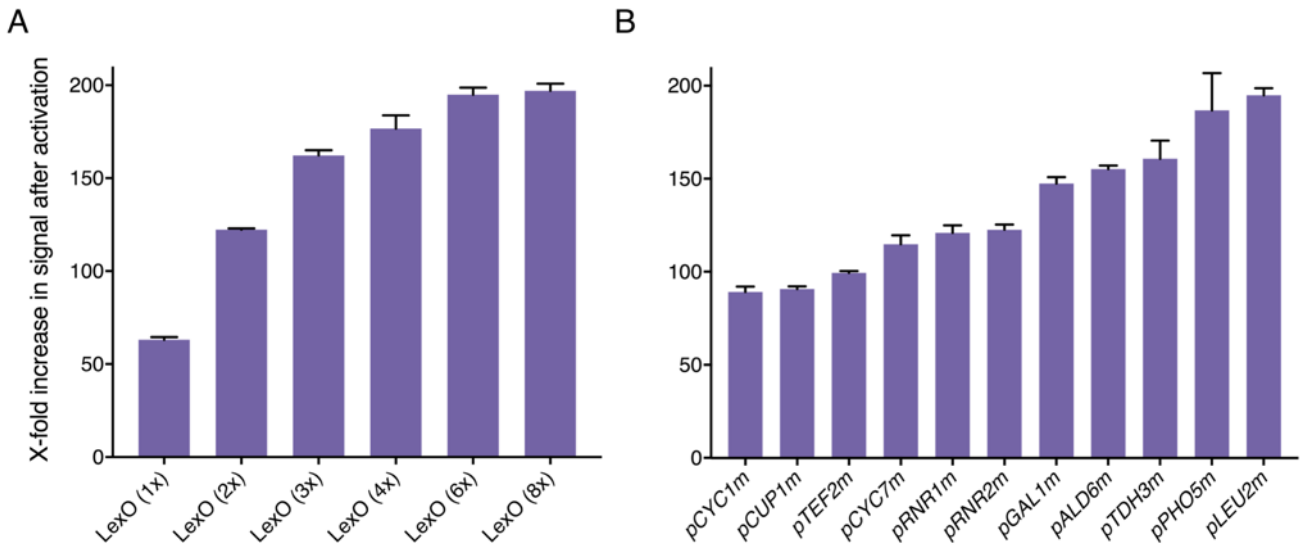 A
X-fold increase in signal after activation
200
150
100
50
0
LexO (1x)
LexO (2x)
LexO (3x)
LexO (4x)
LexO (6x)
LexO (8x)
B
200
150
100
50
0
pCYC1m
pCUP1m
pTEF2m
pCYC7m
pRNR1m
pRNR2m
pGAL1m
pALD6m
pTDH3m
pPHO5m
pLEU2m